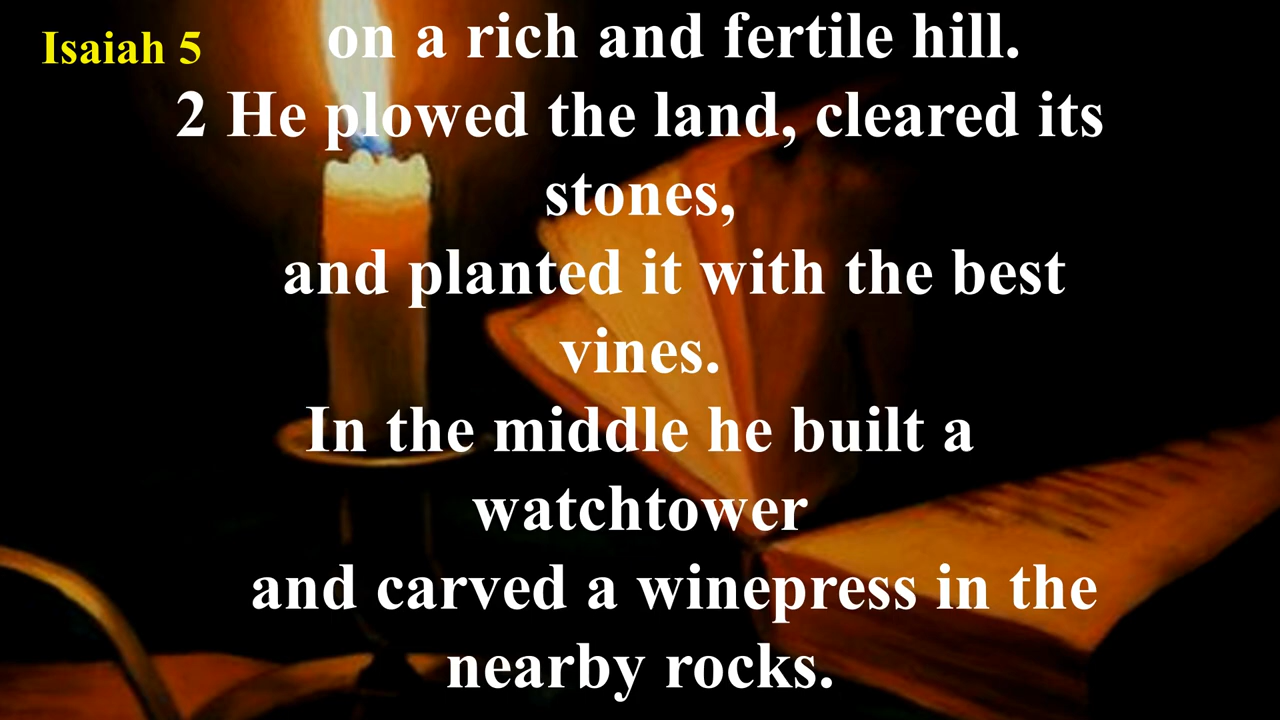 Isaiah 5
on a rich and fertile hill.
2 He plowed the land, cleared its
stones,
and planted it with the best
vines.
In the middle he built a
watchtower
and carved a winepress in the
nearby rocks.